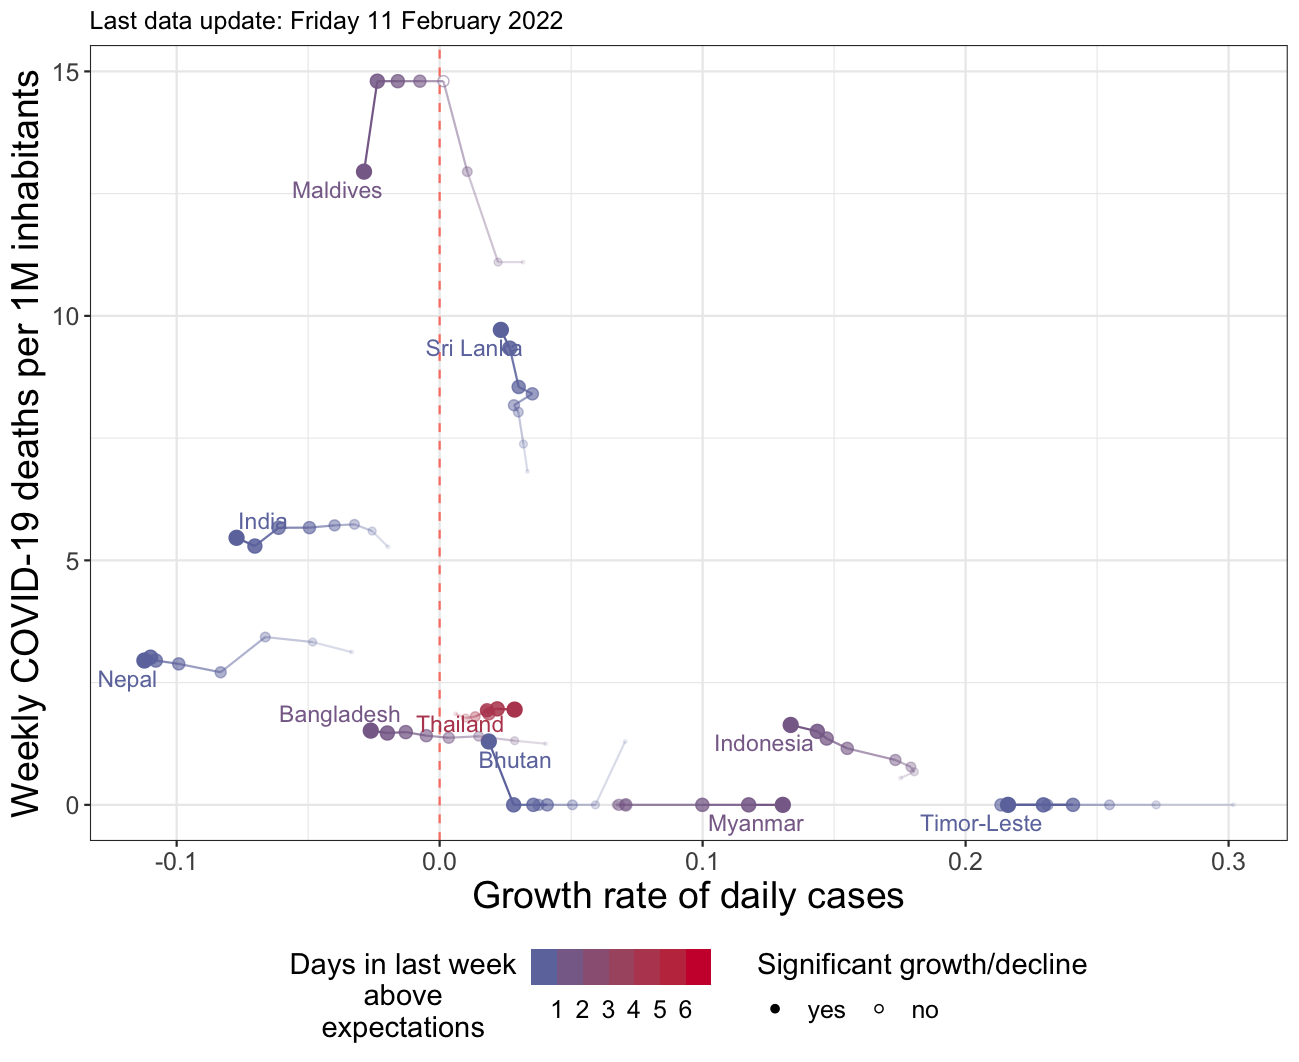 Last data update: Friday 11 February 2022
Weekly COVID-19 deaths per 1M inhabitants
15
10
5
0
Maldives
Sri Lanka
India
Nepal
Bangladesh
Thailand
Bhutan
Indonesia
Myanmar
Timor-Leste
-0.1
0.0
0.1
0.2
0.3
Growth rate of daily cases
Days in last week
above
expectations
1 2 3 4 5 6
Significant growth/decline
yes no